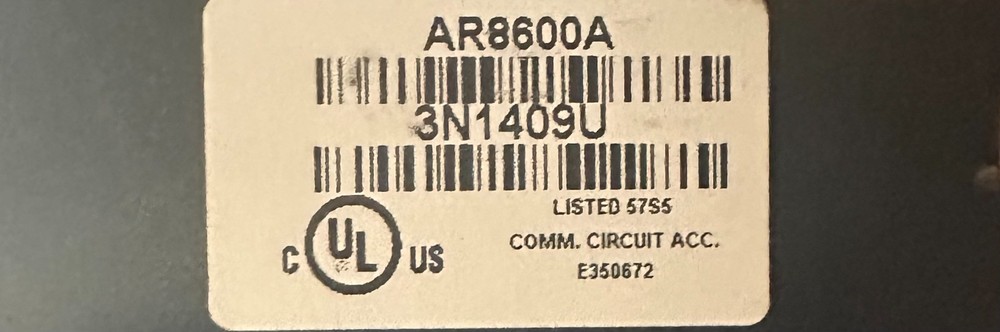 AR8600A
3N1409U
LISTED 57S5
C UL US
COMM. CIRCUIT ACC.
E350672